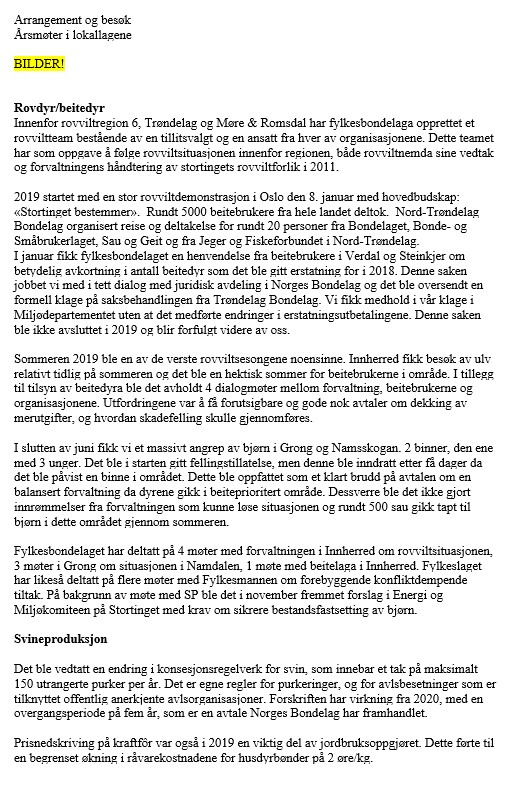 Arrangement og besøk
Årsmøter i lokallagene
BILDER!
Rovdyr/beitedyr
Innenfor rovviltregion 6, Trøndelag og Møre & Romsdal har fylkesbondelaga opprettet et
rovviltteam bestående av en tillitsvalgt og en ansatt fra hver av organisasjonene. Dette teamet
har som oppgave å følge rovviltsituasjonen innenfor regionen, både rovviltnemda sine vedtak
og forvaltningens håndtering av stortingets rovviltforlik i 2011.
2019 startet med en stor rovviltdemonstrasjon i Oslo den 8. januar med hovedbudskap:
«Stortinget bestemmer».  Rundt 5000 beitebrukere fra hele landet deltok.  Nord-Trøndelag
Bondelag organisert reise og deltakelse for rundt 20 personer fra Bondelaget, Bonde- og
Småbrukerlaget, Sau og Geit og fra Jeger og Fiskeforbundet i Nord-Trøndelag.
I januar fikk fylkesbondelaget en henvendelse fra beitebrukere i Verdal og Steinkjer om
betydelig avkortning i antall beitedyr som det ble gitt erstatning for i 2018. Denne saken
jobbet vi med i tett dialog med juridisk avdeling i Norges Bondelag og det ble oversendt en
formell klage på saksbehandlingen fra Trøndelag Bondelag. Vi fikk medhold i vår klage i
Miljødepartementet uten at det medførte endringer i erstatningsutbetalingene. Denne saken
ble ikke avsluttet i 2019 og blir forfulgt videre av oss.
Sommeren 2019 ble en av de verste rovviltsesongene noensinne. Innherred fikk besøk av ulv
relativt tidlig på sommeren og det ble en hektisk sommer for beitebrukerne i område. I tillegg
til tilsyn av beitedyra ble det avholdt 4 dialogmøter mellom forvaltning, beitebrukerne og
organisasjonene. Utfordringene var å få forutsigbare og gode nok avtaler om dekking av
merutgifter, og hvordan skadefelling skulle gjennomføres.
I slutten av juni fikk vi et massivt angrep av bjørn i Grong og Namsskogan. 2 binner, den ene
med 3 unger. Det ble i starten gitt fellingstillatelse, men denne ble inndratt etter få dager da
det ble påvist en binne i området. Dette ble oppfattet som et klart brudd på avtalen om en
balansert forvaltning da dyrene gikk i beiteprioritert område. Dessverre ble det ikke gjort
innrømmelser fra forvaltningen som kunne løse situasjonen og rundt 500 sau gikk tapt til
bjørn i dette området gjennom sommeren.
Fylkesbondelaget har deltatt på 4 møter med forvaltningen i Innherred om rovviltsituasjonen,
3 møter i Grong om situasjonen i Namdalen, 1 møte med beitelaga i Innherred. Fylkeslaget
har likeså deltatt på flere møter med Fylkesmannen om forebyggende konfliktdempende
tiltak. På bakgrunn av møte med SP ble det i november fremmet forslag i Energi og
Miljøkomiteen på Stortinget med krav om sikrere bestandsfastsetting av bjørn.
Svineproduksjon
Det ble vedtatt en endring i konsesjonsregelverk for svin, som innebar et tak på maksimalt
150 utrangerte purker per år. Det er egne regler for purkeringer, og for avlsbesetninger som er
tilknyttet offentlig anerkjente avlsorganisasjoner. Forskriften har virkning fra 2020, med en
overgangsperiode på fem år, som er en avtale Norges Bondelag har framhandlet.
Prisnedskriving på kraftfôr var også i 2019 en viktig del av jordbruksoppgjøret. Dette førte til
en begrenset økning i råvarekostnadene for husdyrbønder på 2 øre/kg.